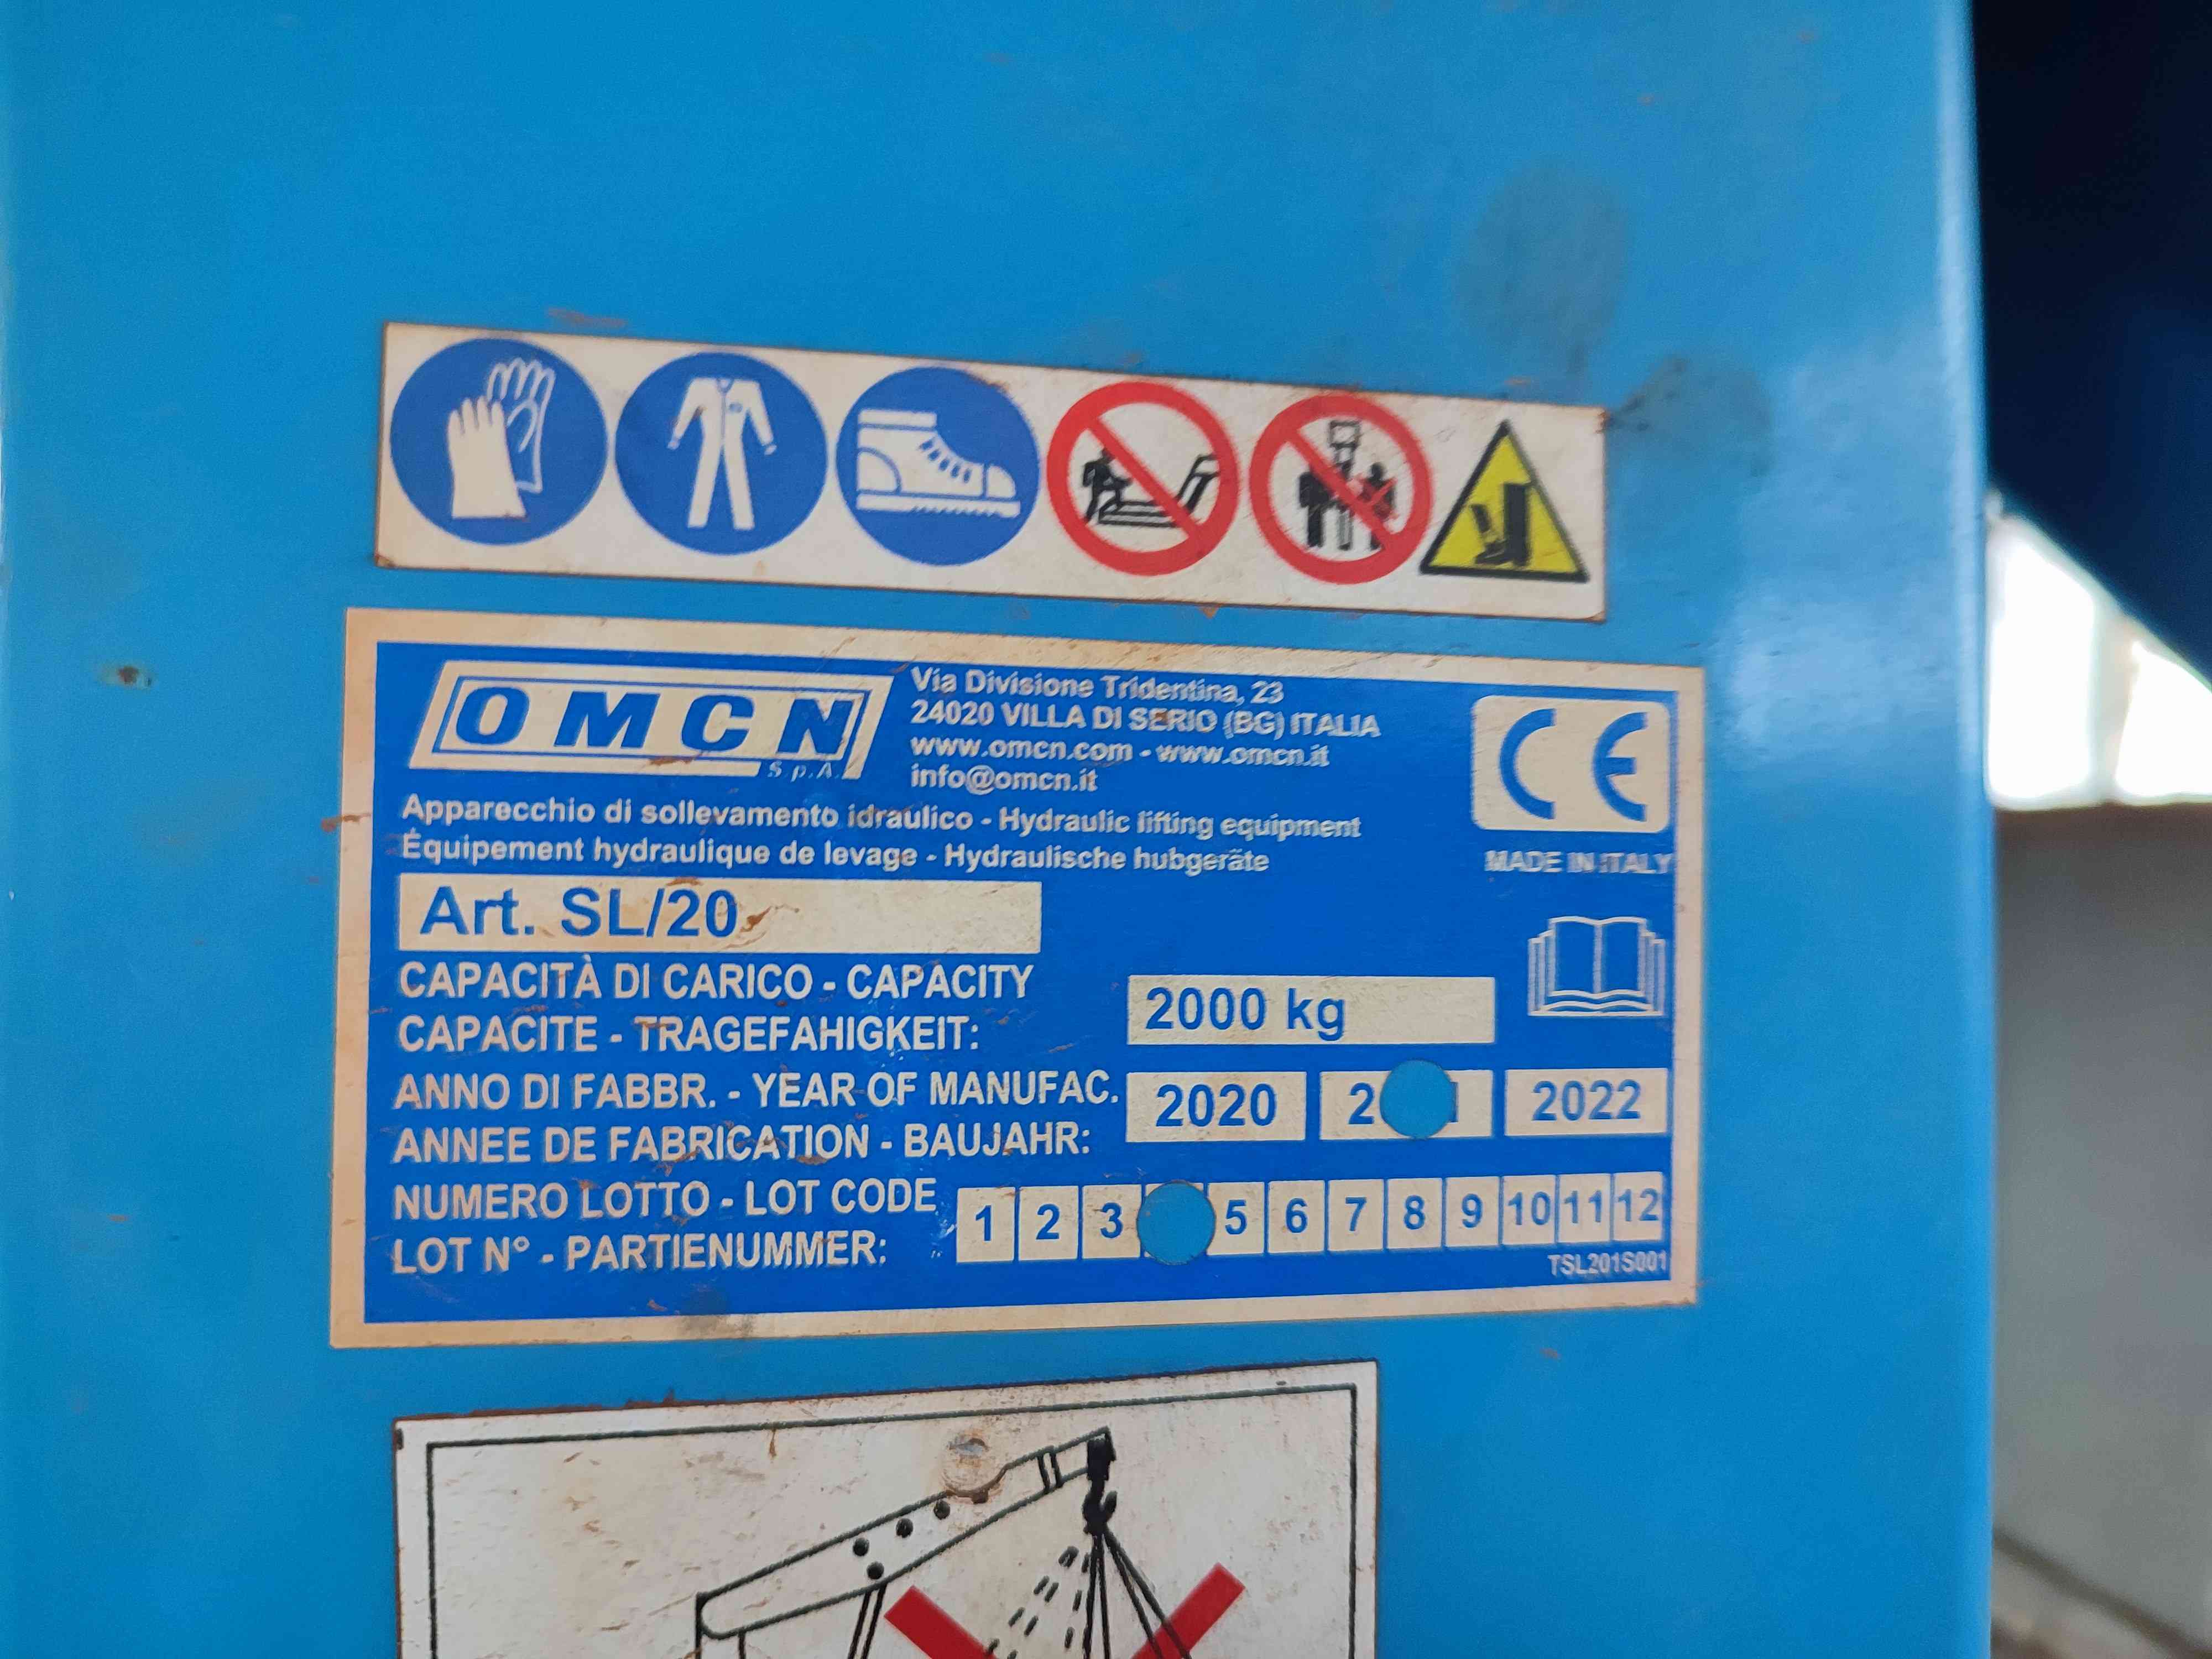 OMCN
S.p.A.
Via Divisione Tridentina, 23
24020 VILLA DI SERIO (BG) ITALIA
www.omcn.com - www.omcn.it
info@omcn.it
CE
MADE IN ITALY
Apparecchio di sollevamento idraulico - Hydraulic lifting equipment
Équipement hydraulique de levage - Hydraulische hubgeräte
Art. SL/20
CAPACITÀ DI CARICO - CAPACITY
CAPACITE - TRAGEFAHIGKEIT:
2000 kg
ANNO DI FABBR. - YEAR OF MANUFAC.
ANNEE DE FABRICATION - BAUJAHR:
2020 2022
NUMERO LOTTO - LOT CODE
LOT N° - PARTIENUMMER:
1 2 3 5 6 7 8 9 10 11 12
TSL201S001